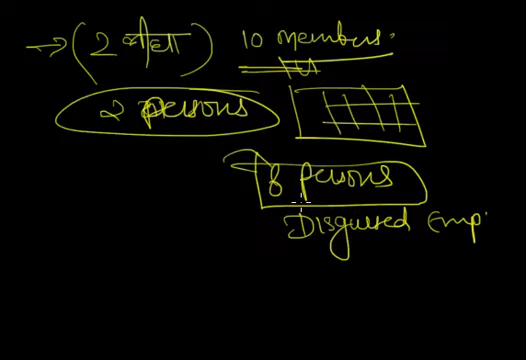 → (2 बीघा) 10 members.
2 persons
8 persons
Disguised Emp.